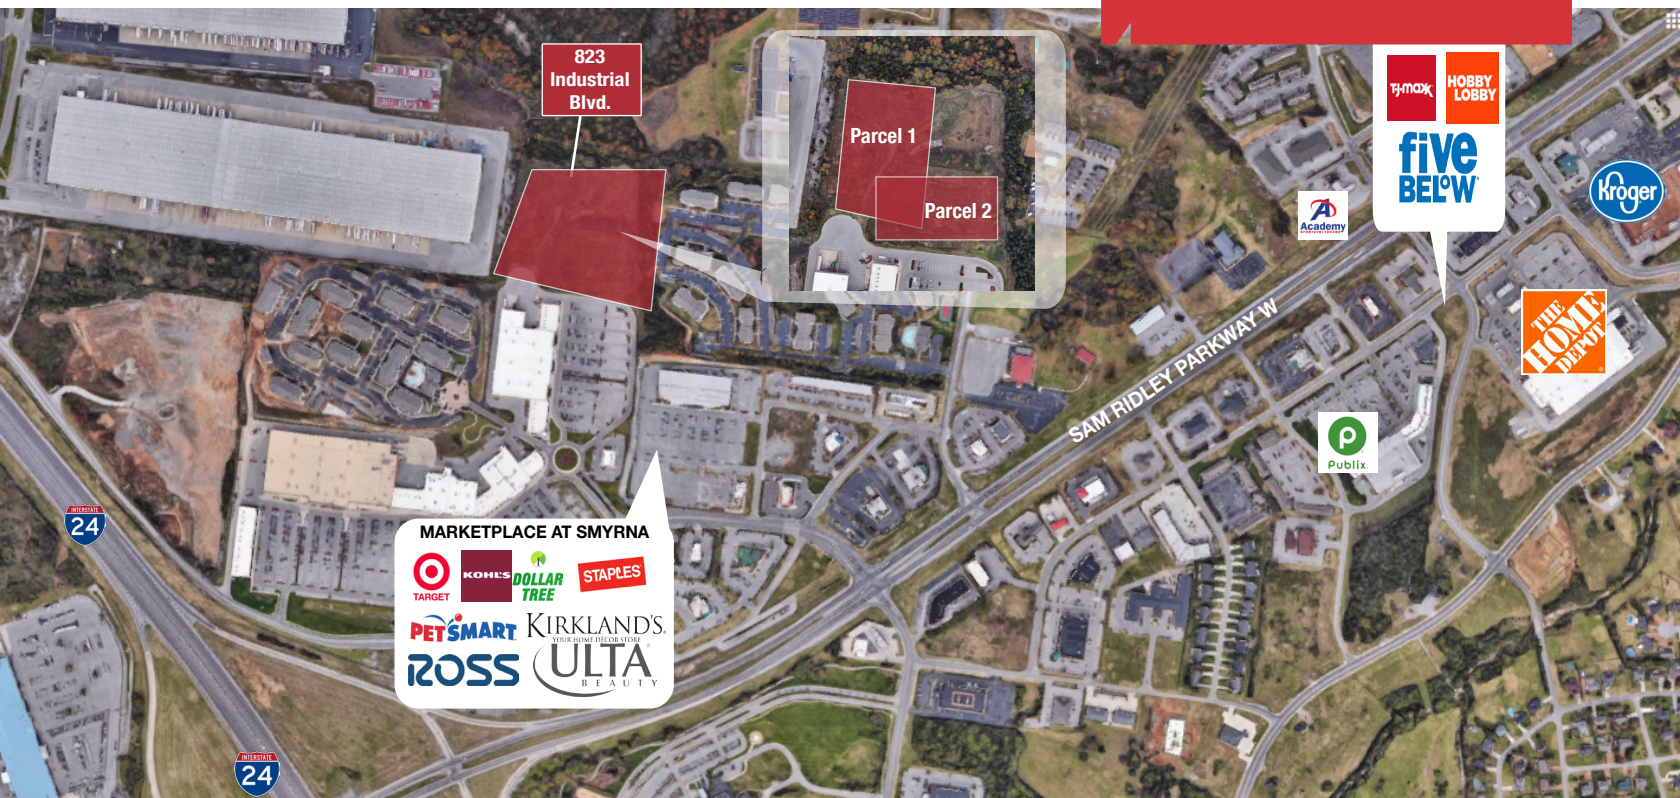 823
Industrial
Blvd.
Parcel 1
Parcel 2
T·J·maxx
HOBBY
LOBBY
five
BELOW
Academy
SPORTS+OUTDOORS
Kroger
THE
HOME
DEPOT
SAM RIDLEY PARKWAY W
P
Publix.
INTERSTATE
24
INTERSTATE
24
MARKETPLACE AT SMYRNA
TARGET
KOHL'S
DOLLAR
TREE
STAPLES
PETSMART
KIRKLAND'S
YOUR HOME DÉCOR STORE
ROSS
ULTA
BEAUTY